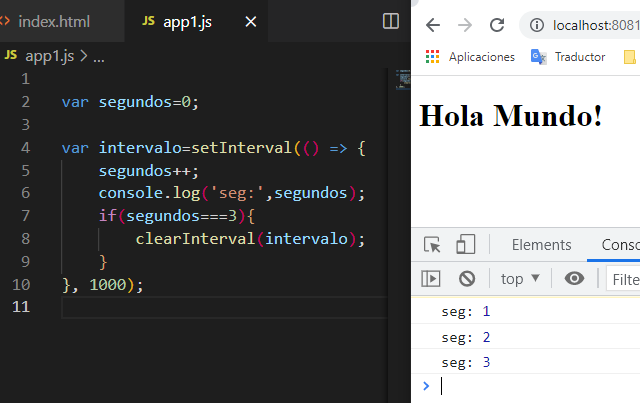 index.html
JS app1.js
JS app1.js > ...
1
2 var segundos=0;
3
4 var intervalo=setInterval(() => {
5 segundos++;
6 console.log('seg:',segundos);
7 if(segundos===3){
8 clearInterval(intervalo);
9 }
10 }, 1000);
11
localhost:8081
Aplicaciones Traductor
Hola Mundo!
Elements Conso
top Filte
seg: 1
seg: 2
seg: 3
>